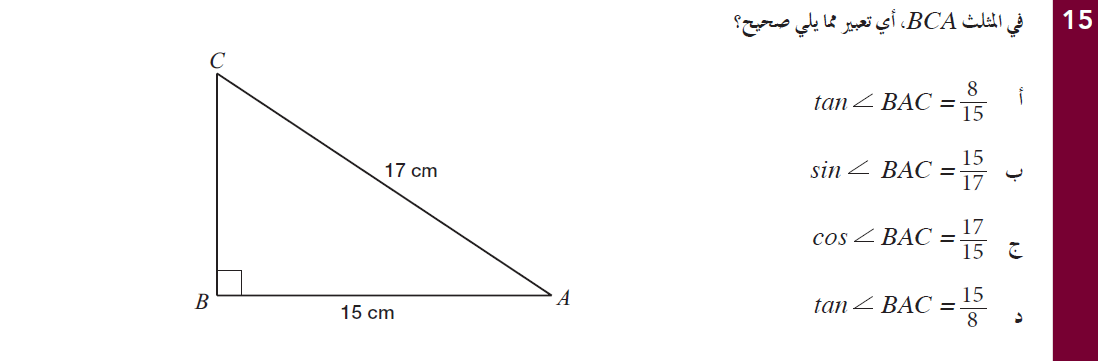 15
في المثلث BCA، أي تعبير مما يلي صحيح؟
أ tan∠ BAC = 8/15
ب sin∠ BAC = 15/17
ج cos∠ BAC = 17/15
د tan∠ BAC = 15/8
C
17 cm
B
A
15 cm